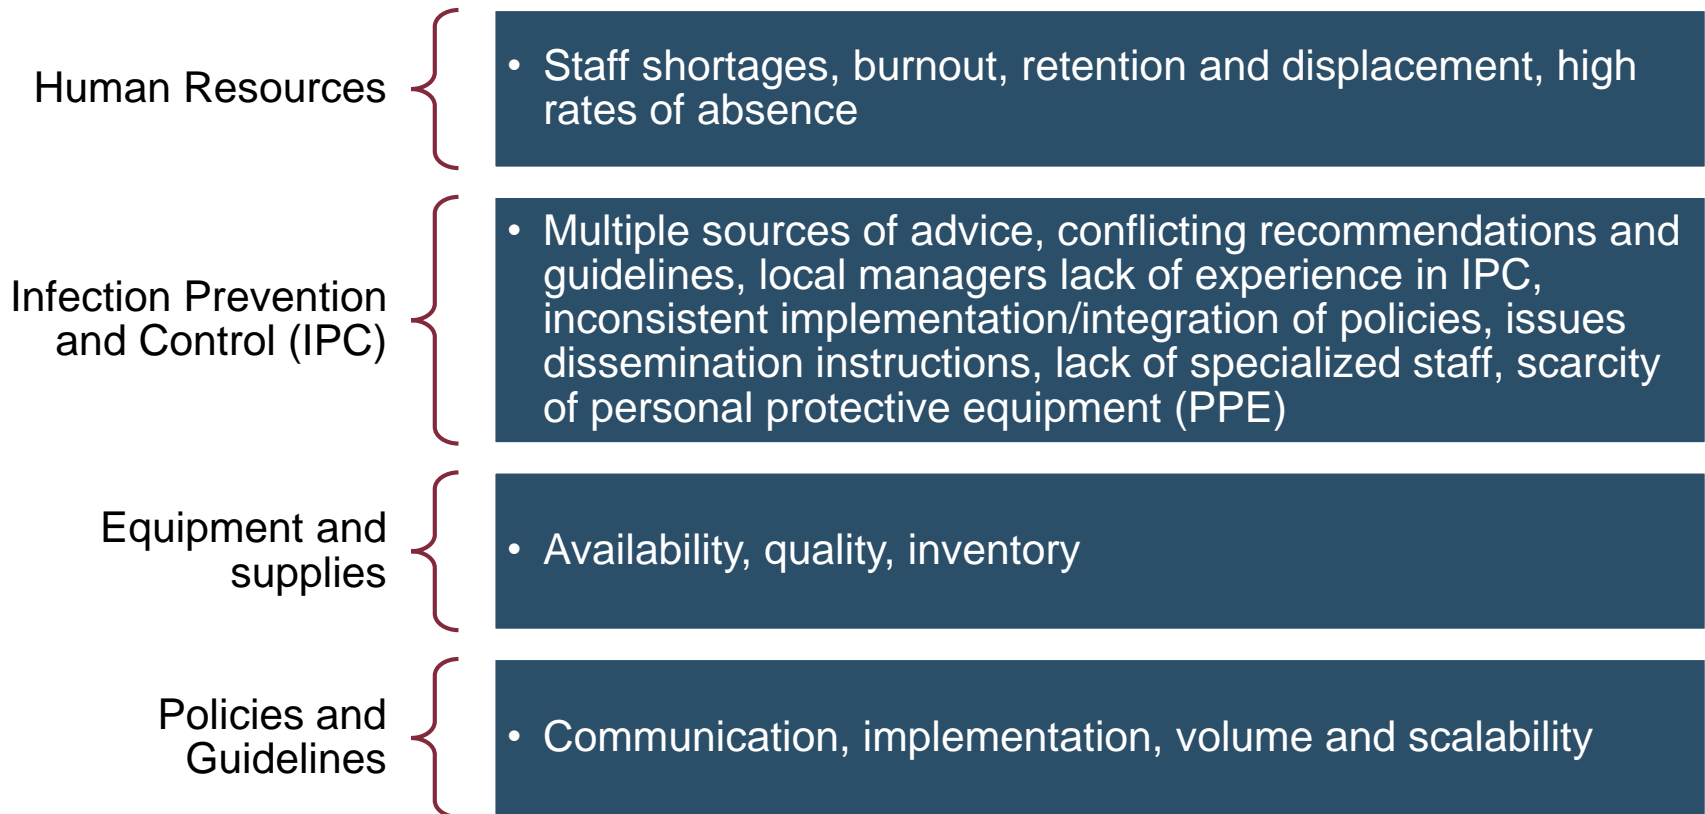 Human Resources
• Staff shortages, burnout, retention and displacement, high
rates of absence
Infection Prevention
and Control (IPC)
• Multiple sources of advice, conflicting recommendations and
guidelines, local managers lack of experience in IPC,
inconsistent implementation/integration of policies, issues
dissemination instructions, lack of specialized staff, scarcity
of personal protective equipment (PPE)
Equipment and
supplies
• Availability, quality, inventory
Policies and
Guidelines
• Communication, implementation, volume and scalability